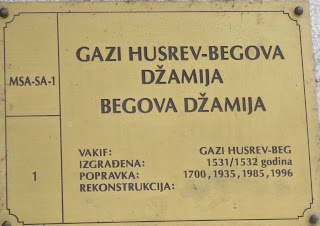 MSA-SA-1
1
GAZI HUSREV-BEGOVA
DŽAMIJA
BEGOVA DŽAMIJA
VAKIF: GAZI HUSREV-BEG
IZGRAĐENA: 1531/1532 godina
POPRAVKA: 1700, 1935, 1985, 1996
REKONSTRUKCIJA: